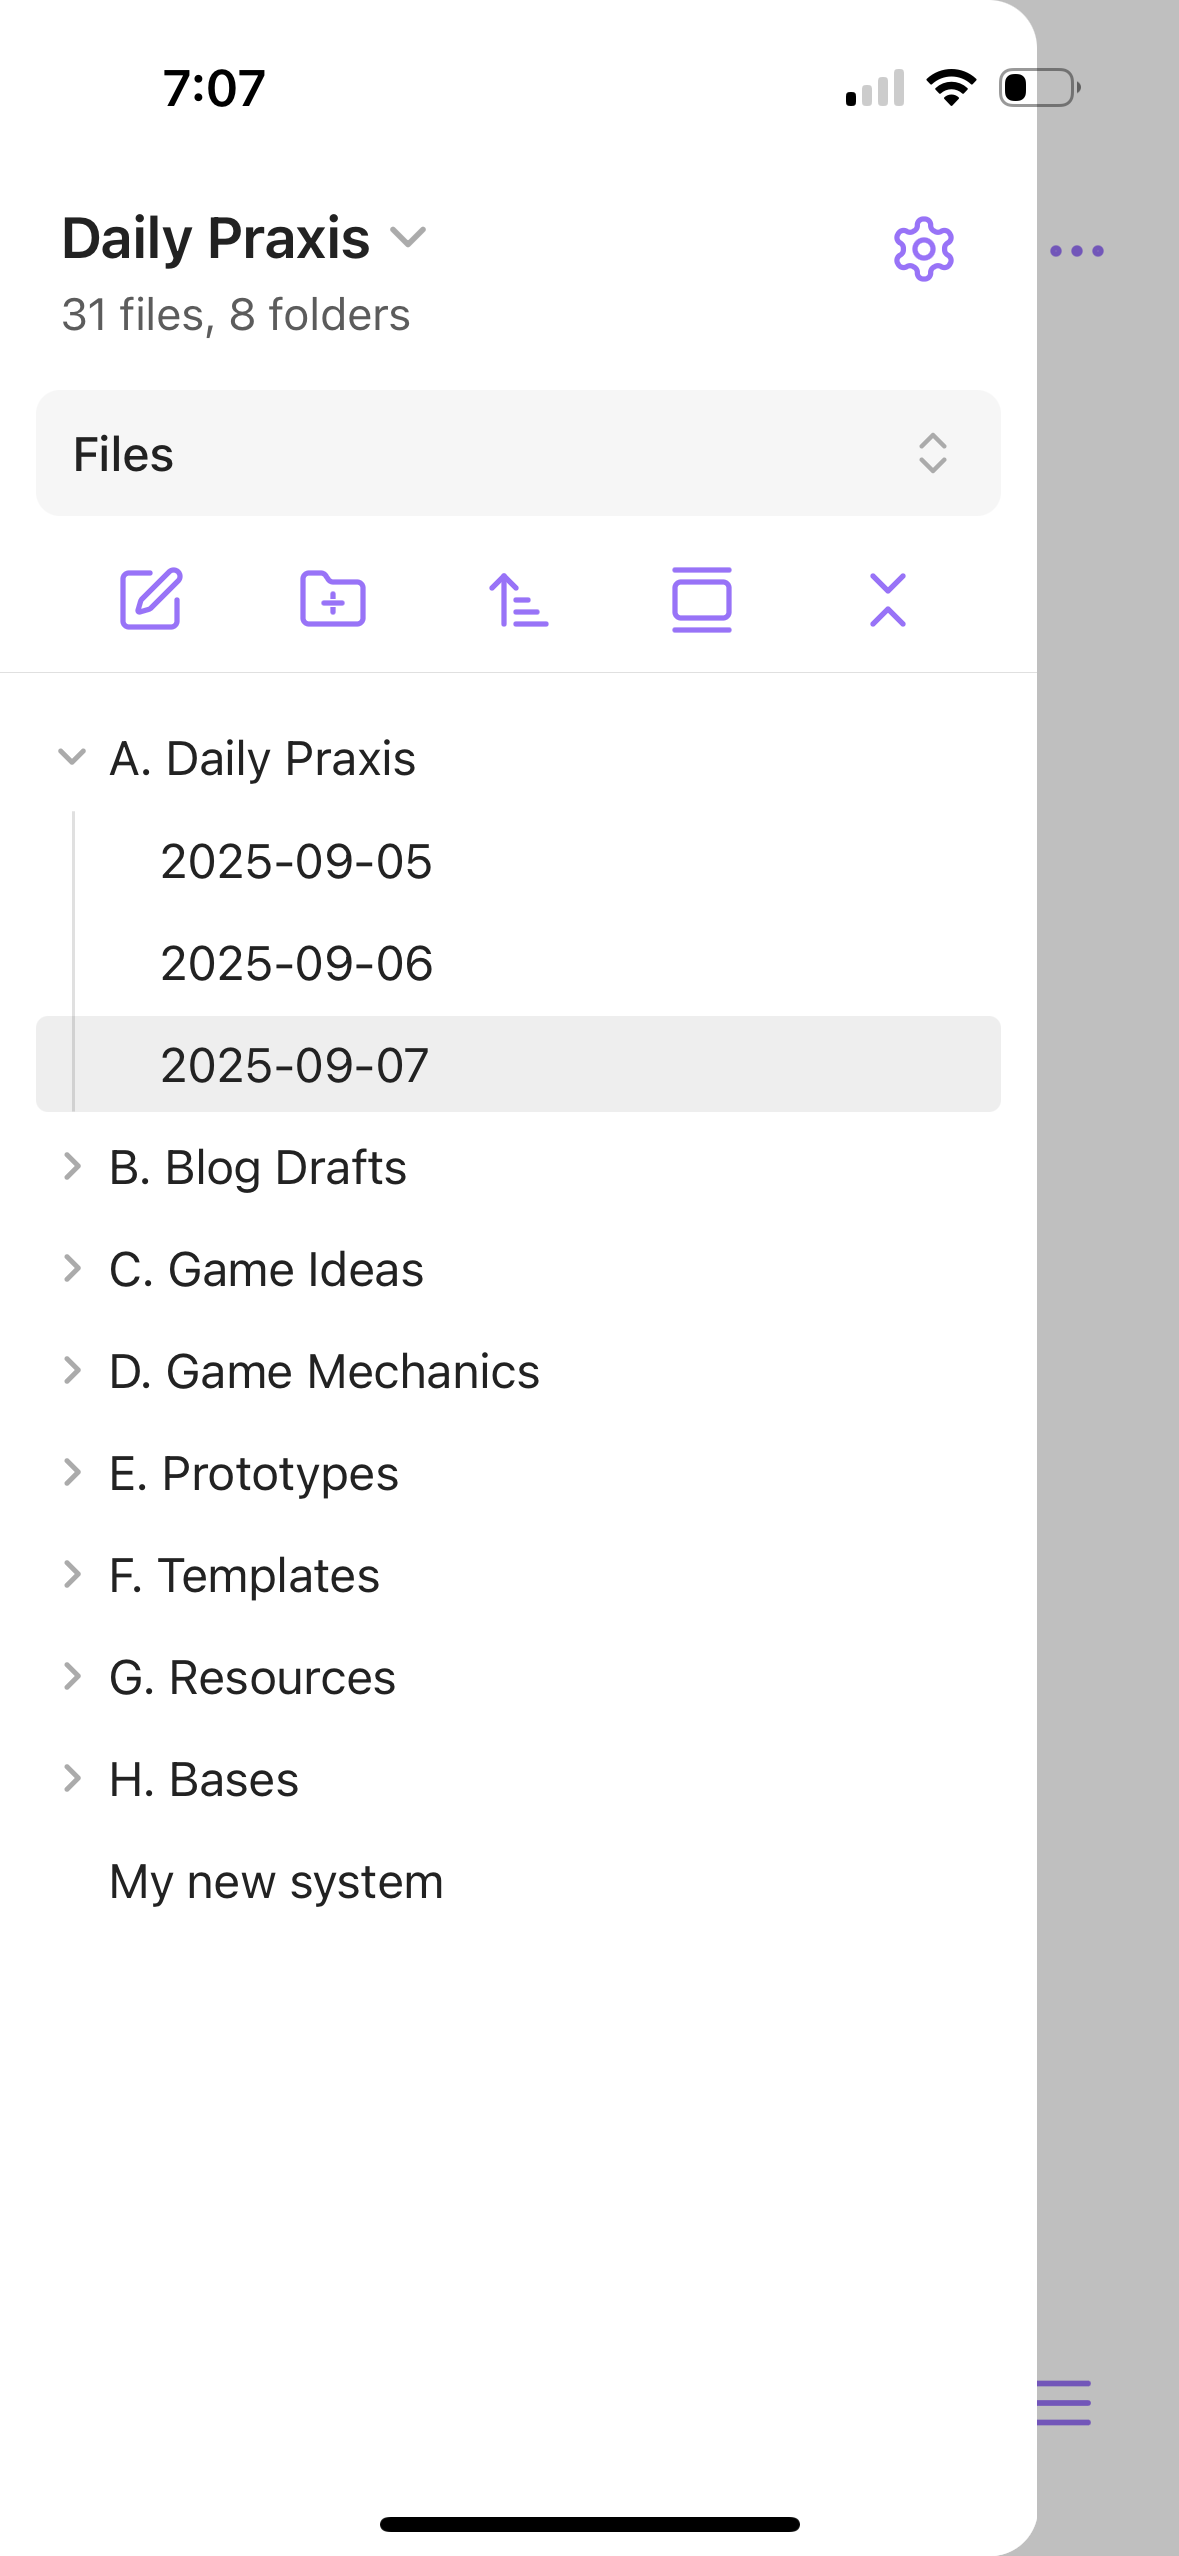 7:07
Daily Praxis
31 files, 8 folders
Files
A. Daily Praxis
2025-09-05
2025-09-06
2025-09-07
B. Blog Drafts
C. Game Ideas
D. Game Mechanics
E. Prototypes
F. Templates
G. Resources
H. Bases
My new system